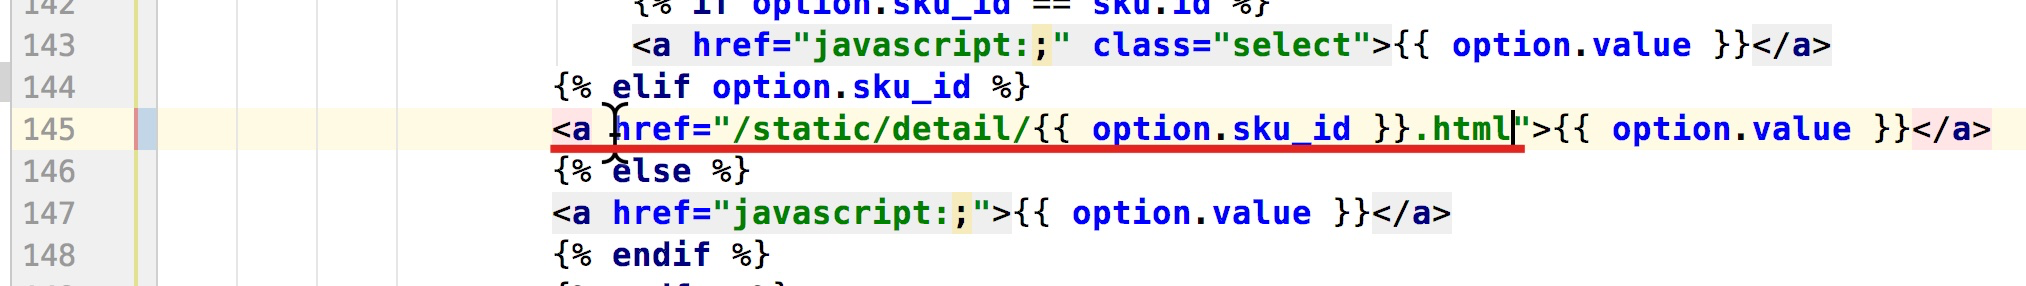 142 {% if option.sku_id == sku.id %}
143 <a href="javascript:;" class="select">{{ option.value }}</a>
144 {% elif option.sku_id %}
145 <a href="/static/detail/{{ option.sku_id }}.html">{{ option.value }}</a>
146 {% else %}
147 <a href="javascript:;">{{ option.value }}</a>
148 {% endif %}